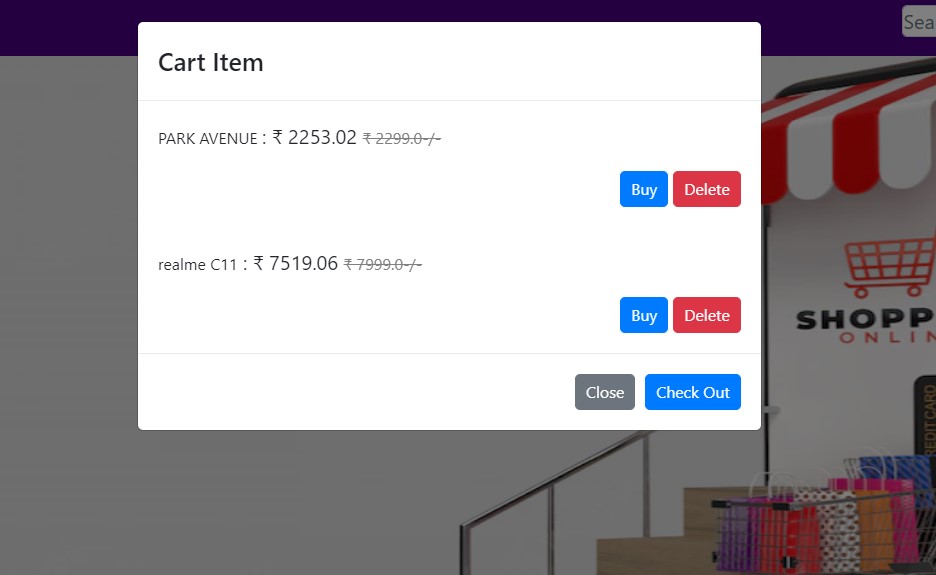 Sea
Cart Item
PARK AVENUE : ₹ 2253.02 ₹ 2299.0-/-
Buy Delete
realme C11 : ₹ 7519.06 ₹ 7999.0-/-
Buy Delete
SHOPP
ONLIN
Close Check Out
REDIT CARD